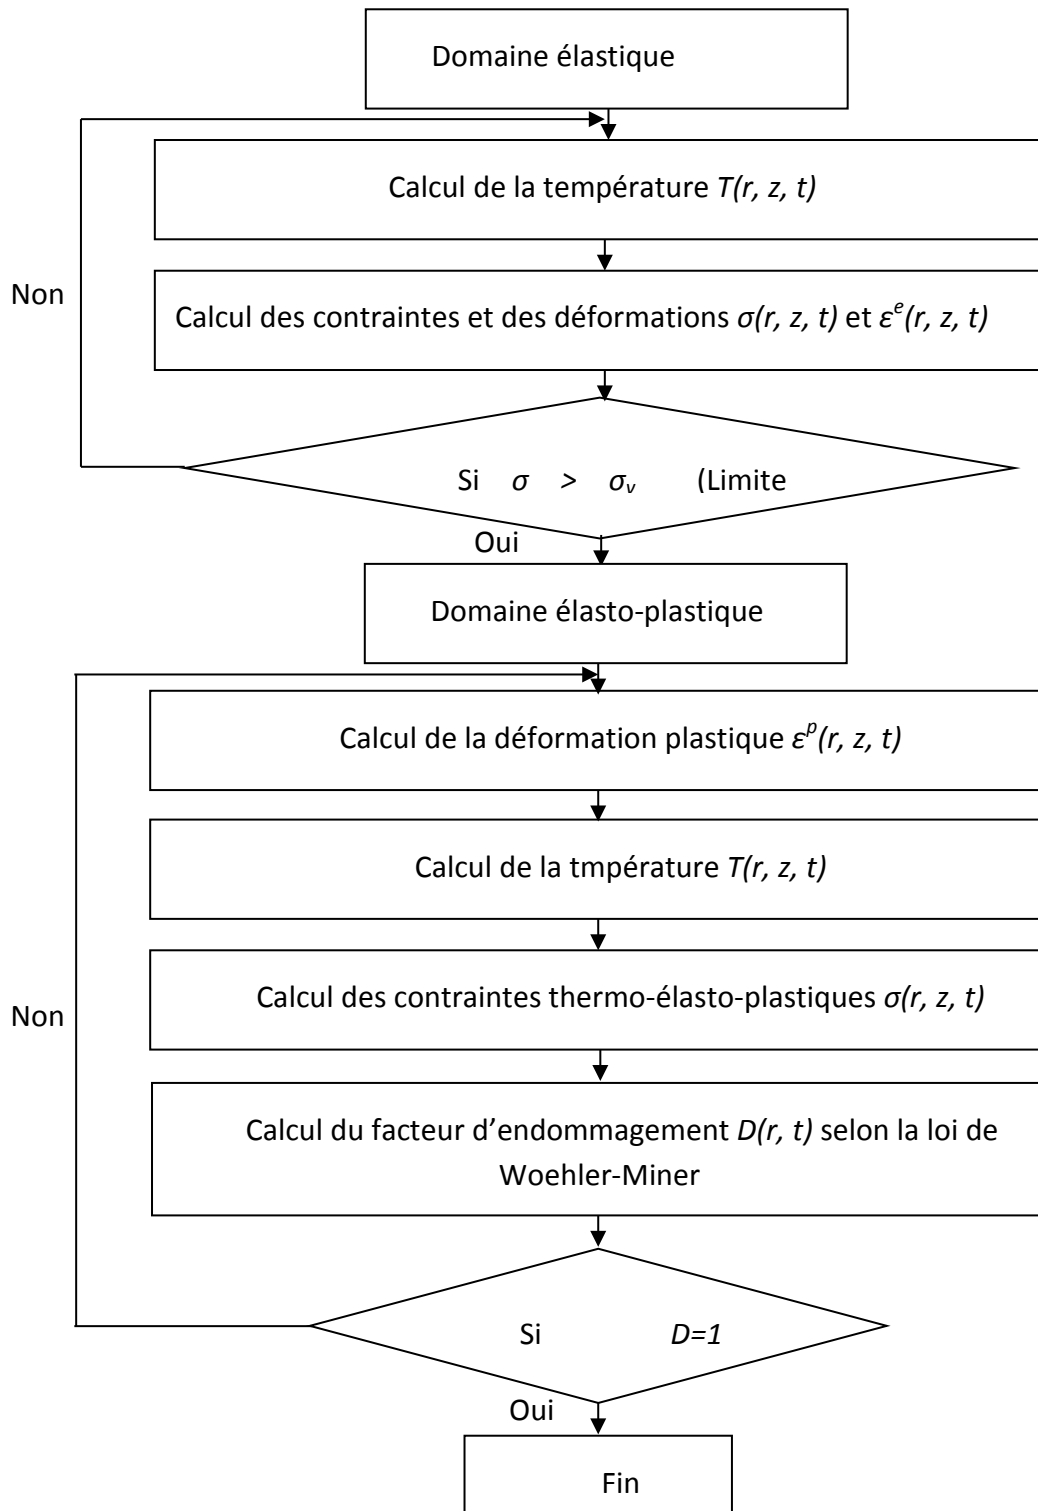 Domaine élastique
Calcul de la température T(r, z, t)
Non
Calcul des contraintes et des déformations σ(r, z, t) et εᵉ(r, z, t)
Si σ > σᵥ (Limite
Oui
Domaine élasto-plastique
Calcul de la déformation plastique εᵖ(r, z, t)
Calcul de la tmpérature T(r, z, t)
Calcul des contraintes thermo-élasto-plastiques σ(r, z, t)
Non
Calcul du facteur d’endommagement D(r, t) selon la loi de
Woehler-Miner
Si D=1
Oui
Fin